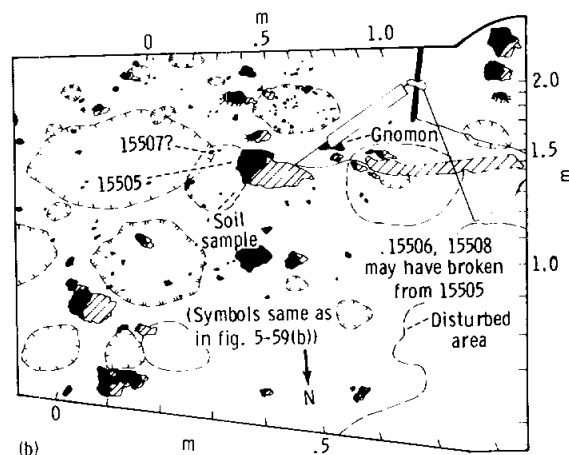 m
0 .5 1.0
2.0
Gnomon
15507?
1.5
15505
m
Soil
sample
.15506, 15508
may have broken
from 15505
1.0
(Symbols same as
in fig. 5-59(b)
Disturbed
area
N
0 m .5
(b)